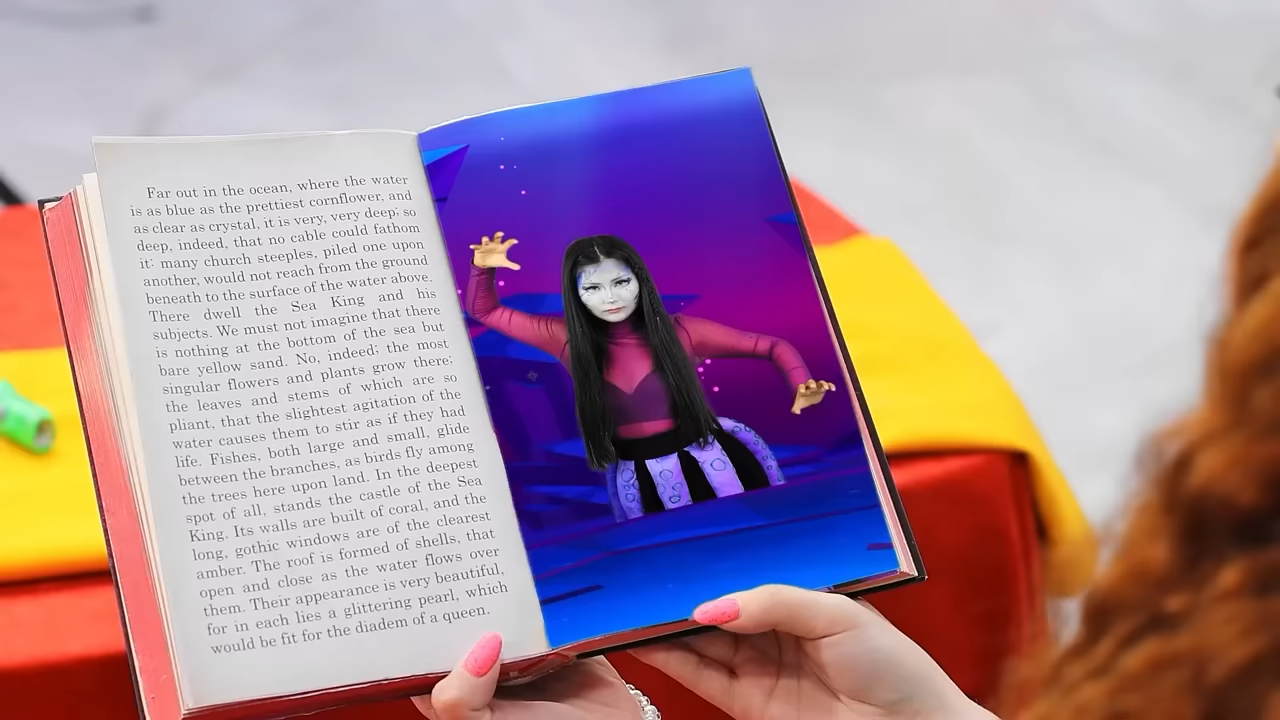 Far out in the ocean, where the water
is as blue as the prettiest cornflower, and
as clear as crystal, it is very, very deep; so
deep, indeed, that no cable could fathom
it: many church steeples, piled one upon
another, would not reach from the ground
beneath to the surface of the water above.
There dwell the Sea King and his
subjects. We must not imagine that there
is nothing at the bottom of the sea but
bare yellow sand. No, indeed; the most
singular flowers and plants grow there;
the leaves and stems of which are so
pliant, that the slightest agitation of the
water causes them to stir as if they had
life. Fishes, both large and small, glide
between the branches, as birds fly among
the trees here upon land. In the deepest
spot of all, stands the castle of the Sea
King. Its walls are built of coral, and the
long, gothic windows are of the clearest
amber. The roof is formed of shells, that
open and close as the water flows over
them. Their appearance is very beautiful,
for in each lies a glittering pearl, which
would be fit for the diadem of a queen.